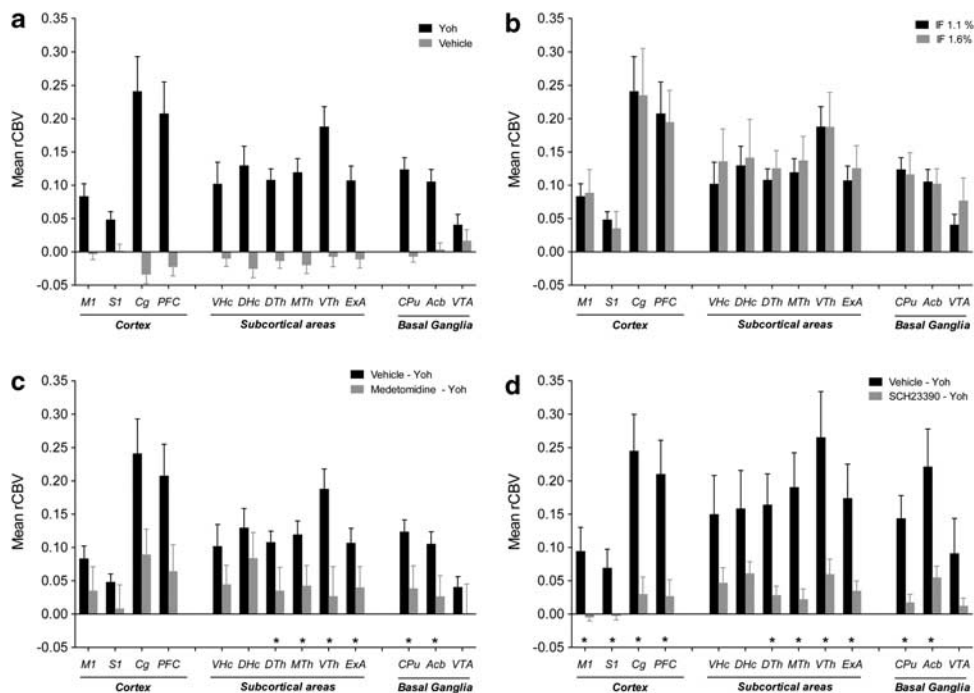 a
0.35
0.30
0.25
0.20
0.15
0.10
0.05
0.00
-0.05
Mean rCBV
Yoh
Vehicle
M1 S1 Cg PFC VHc DHc DTh MTh VTh ExA CPu Acb VTA
Cortex Subcortical areas Basal Ganglia
b
0.35
0.30
0.25
0.20
0.15
0.10
0.05
0.00
-0.05
Mean rCBV
IF 1.1 %
IF 1.6%
M1 S1 Cg PFC VHc DHc DTh MTh VTh ExA CPu Acb VTA
Cortex Subcortical areas Basal Ganglia
c
0.35
0.30
0.25
0.20
0.15
0.10
0.05
0.00
-0.05
Mean rCBV
Vehicle - Yoh
Medetomidine - Yoh
* * * * * *
M1 S1 Cg PFC VHc DHc DTh MTh VTh ExA CPu Acb VTA
Cortex Subcortical areas Basal Ganglia
d
0.35
0.30
0.25
0.20
0.15
0.10
0.05
0.00
-0.05
Mean rCBV
Vehicle - Yoh
SCH23390 - Yoh
* * * * * * * * * *
M1 S1 Cg PFC VHc DHc DTh MTh VTh ExA CPu Acb VTA
Cortex Subcortical areas Basal Ganglia